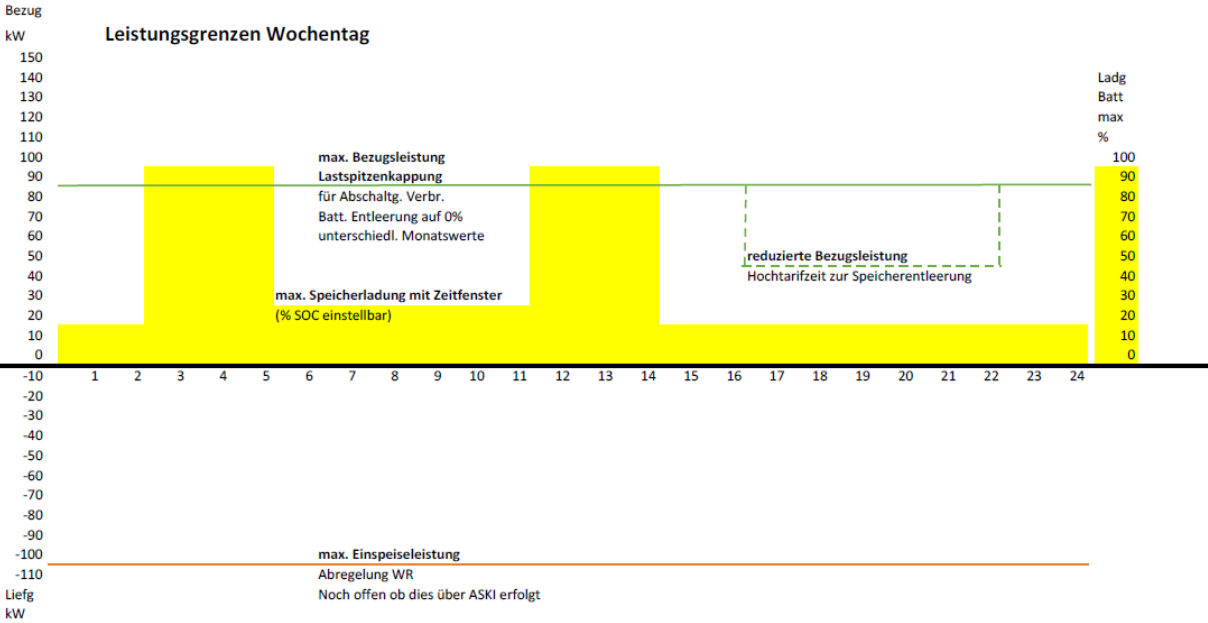 Bezug
kW
Leistungsgrenzen Wochentag
150
140
130
120
110
100
90
80
70
60
50
40
30
20
10
0
-10
-20
-30
-40
-50
-60
-70
-80
-90
-100
-110
Liefg
kW
max. Bezugsleistung
Lastspitzenkappung
für Abschaltg. Verbr.
Batt. Entleerung auf 0%
unterschiedl. Monatswerte
max. Speicherladung mit Zeitfenster
(% SOC einstellbar)
reduzierte Bezugsleistung
Hochtarifzeit zur Speicherentleerung
1 2 3 4 5 6 7 8 9 10 11 12 13 14 15 16 17 18 19 20 21 22 23 24
max. Einspeiseleistung
Abregelung WR
Noch offen ob dies über ASKI erfolgt
Ladg
Batt
max
%
100
90
80
70
60
50
40
30
20
10
0